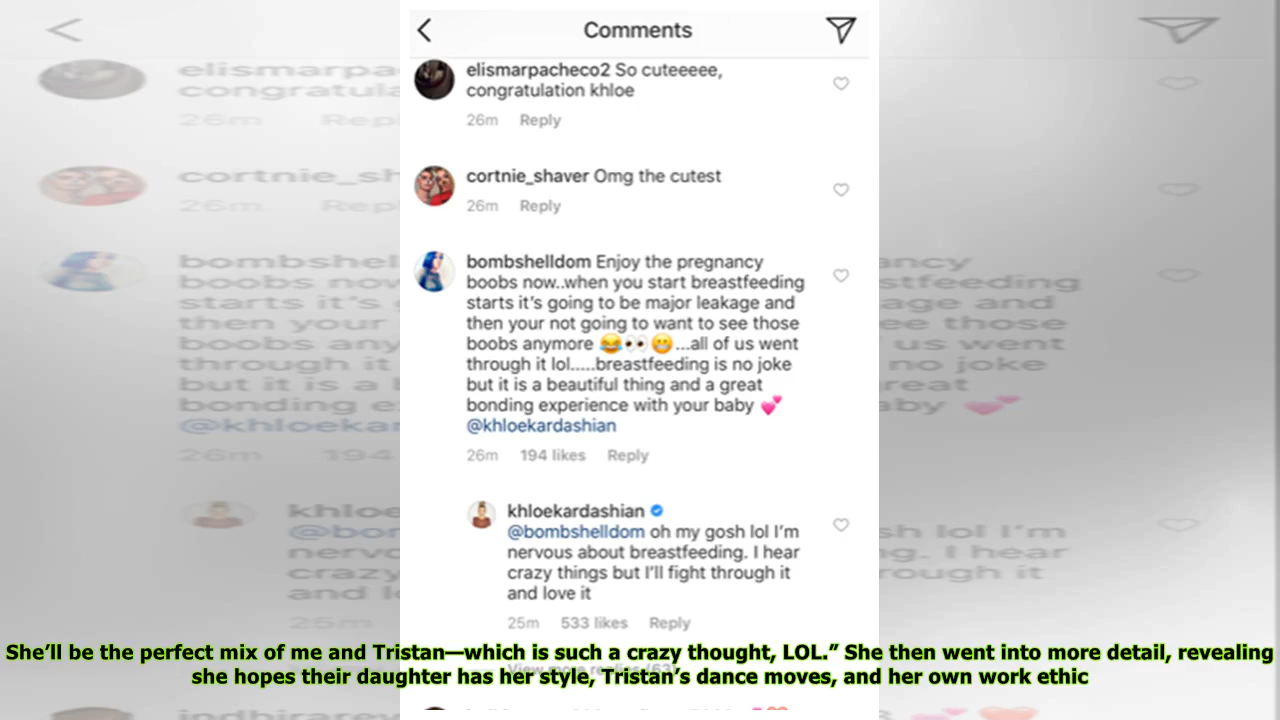 Comments
elismarpacheco2 So cuteeeee,
congratulation khloe
26m Reply
cortnie_shaver Omg the cutest
26m Reply
bombshelldom Enjoy the pregnancy
boobs now..when you start breastfeeding
starts it's going to be major leakage and
then your not going to want to see those
boobs anymore 😂👀😬...all of us went
through it lol.....breastfeeding is no joke
but it is a beautiful thing and a great
bonding experience with your baby 💕
@khloekardashian
26m 194 likes Reply
khloekardashian
@bombshelldom oh my gosh lol I'm
nervous about breastfeeding. I hear
crazy things but I'll fight through it
and love it
25m 533 likes Reply
View more replies (63)
She'll be the perfect mix of me and Tristan—which is such a crazy thought, LOL.” She then went into more detail, revealing
she hopes their daughter has her style, Tristan's dance moves, and her own work ethic